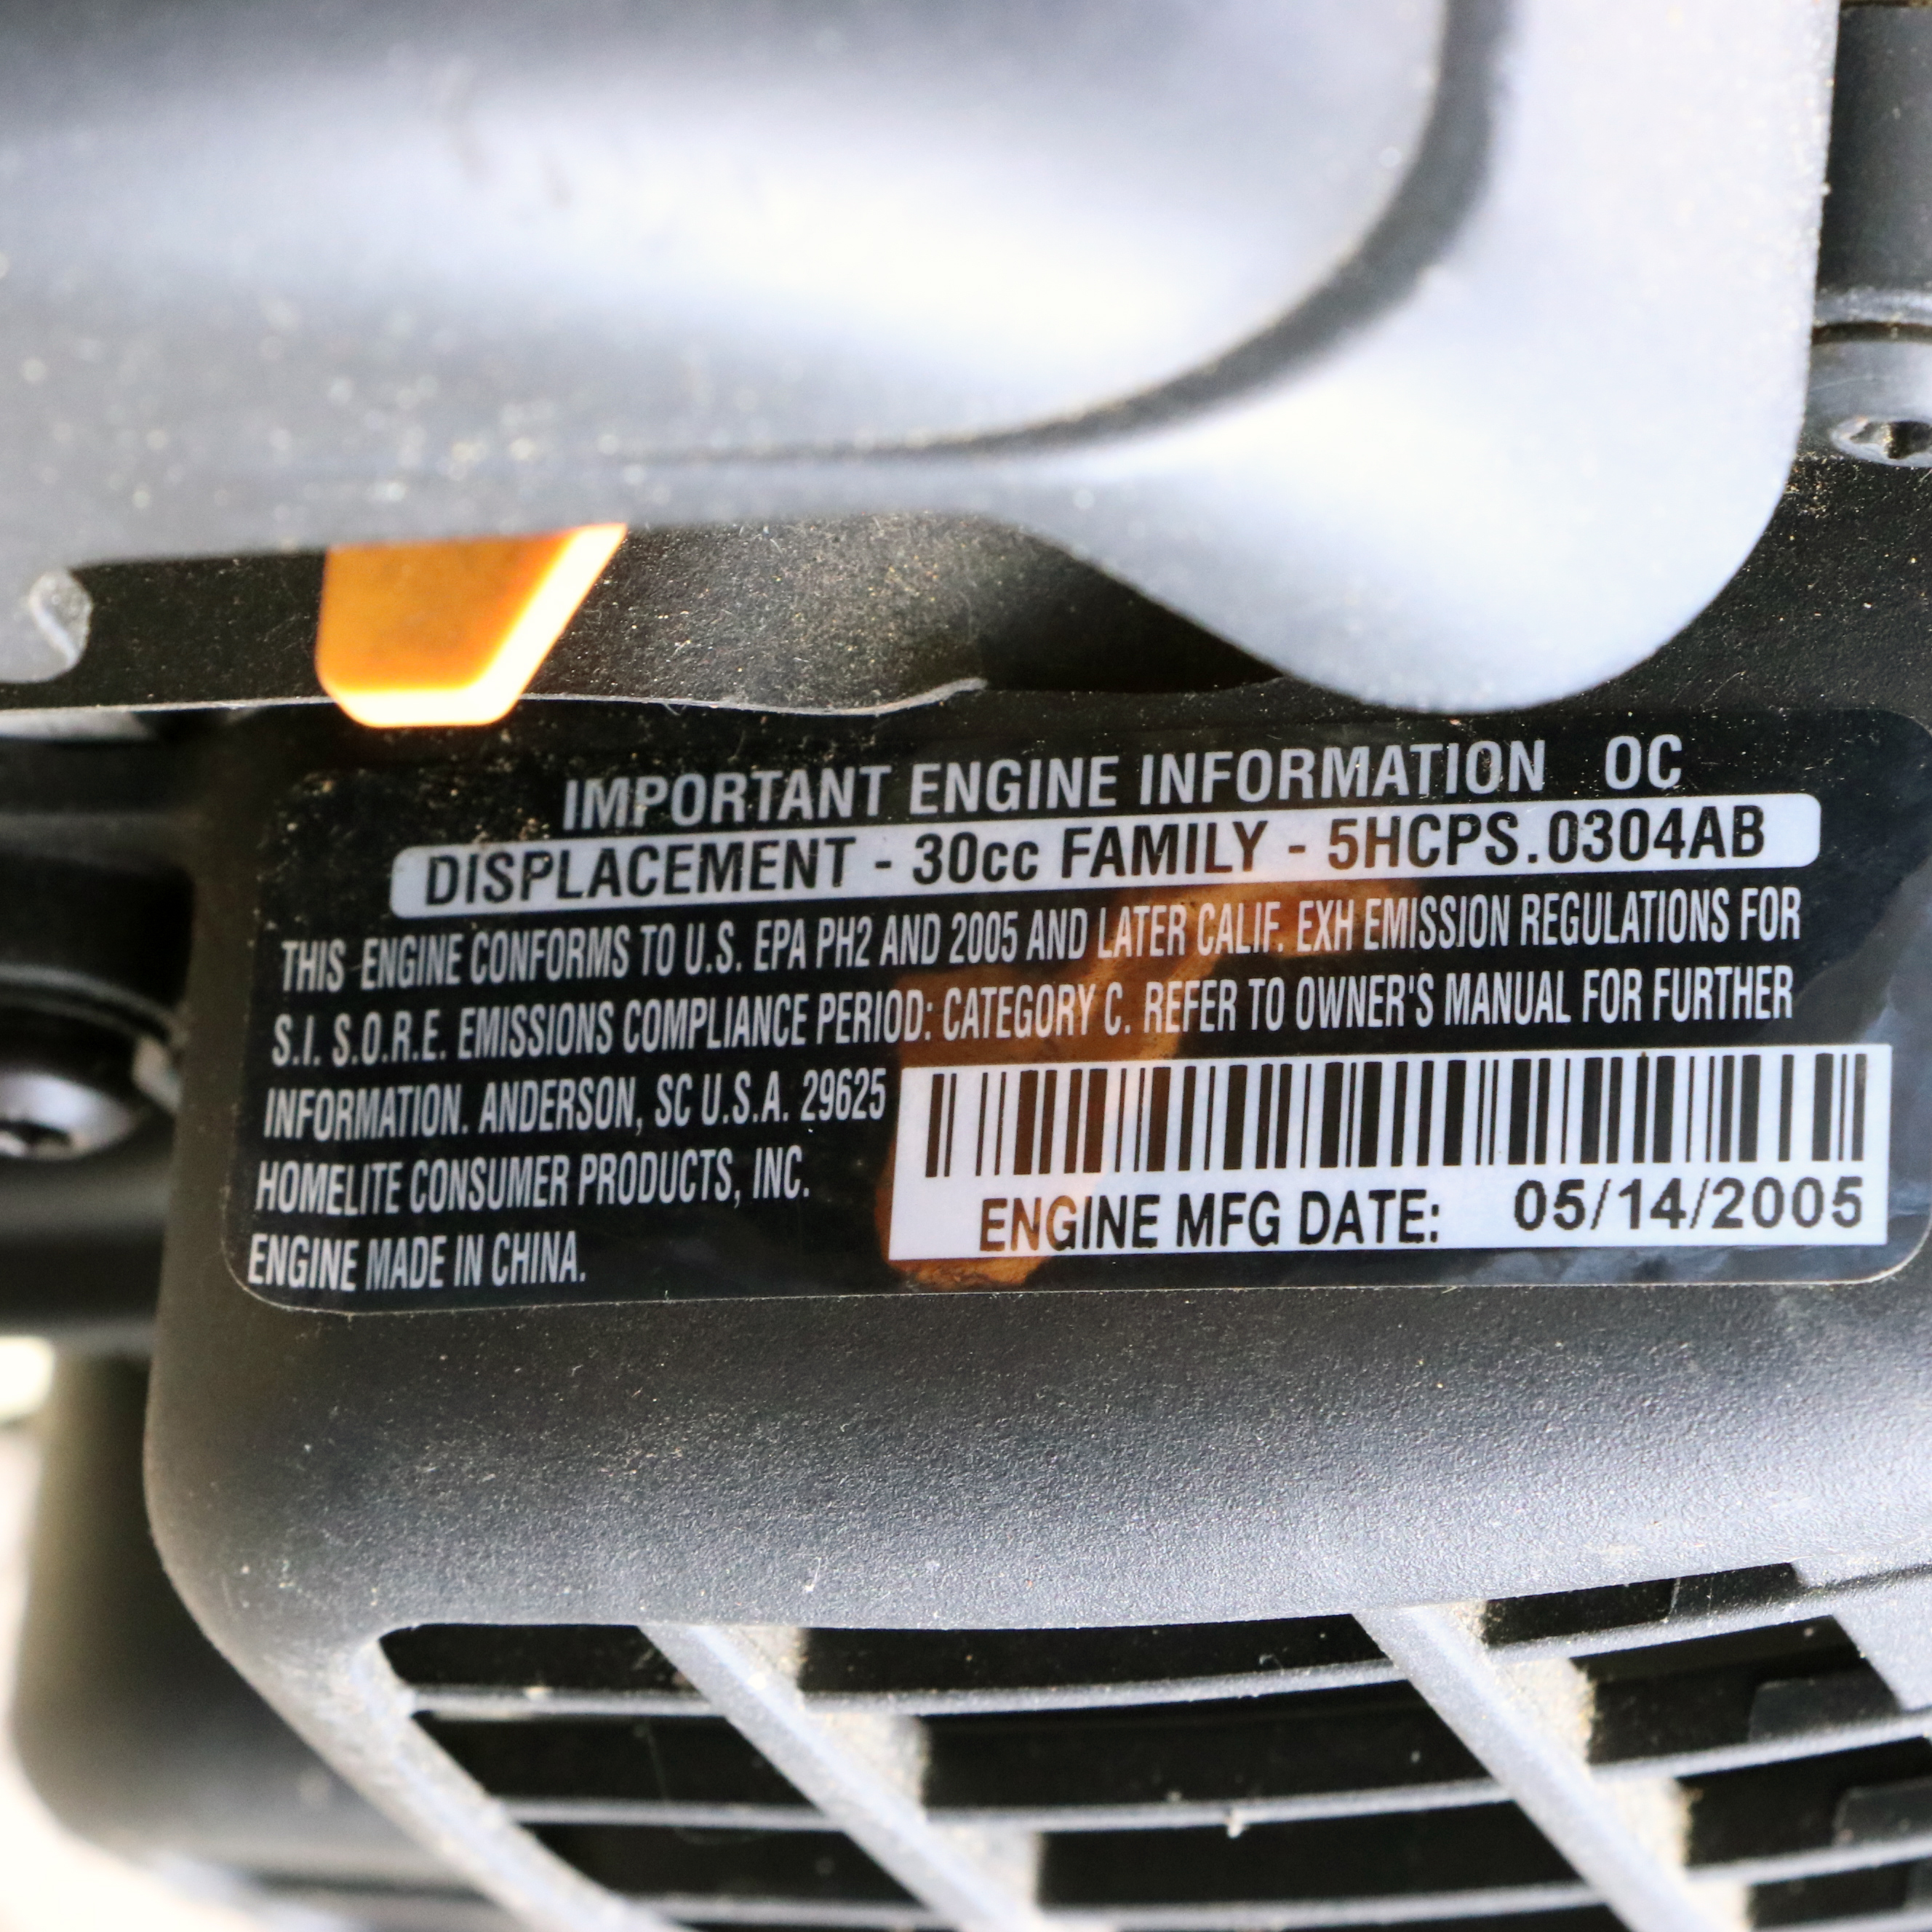 IMPORTANT ENGINE INFORMATION OC
DISPLACEMENT - 30cc FAMILY - 5HCPS.0304AB
THIS ENGINE CONFORMS TO U.S. EPA PH2 AND 2005 AND LATER CALIF. EXH EMISSION REGULATIONS FOR
S.I. S.O.R.E. EMISSIONS COMPLIANCE PERIOD: CATEGORY C. REFER TO OWNER'S MANUAL FOR FURTHER
INFORMATION. ANDERSON, SC U.S.A. 29625
HOMELITE CONSUMER PRODUCTS, INC.
ENGINE MADE IN CHINA.
ENGINE MFG DATE: 05/14/2005